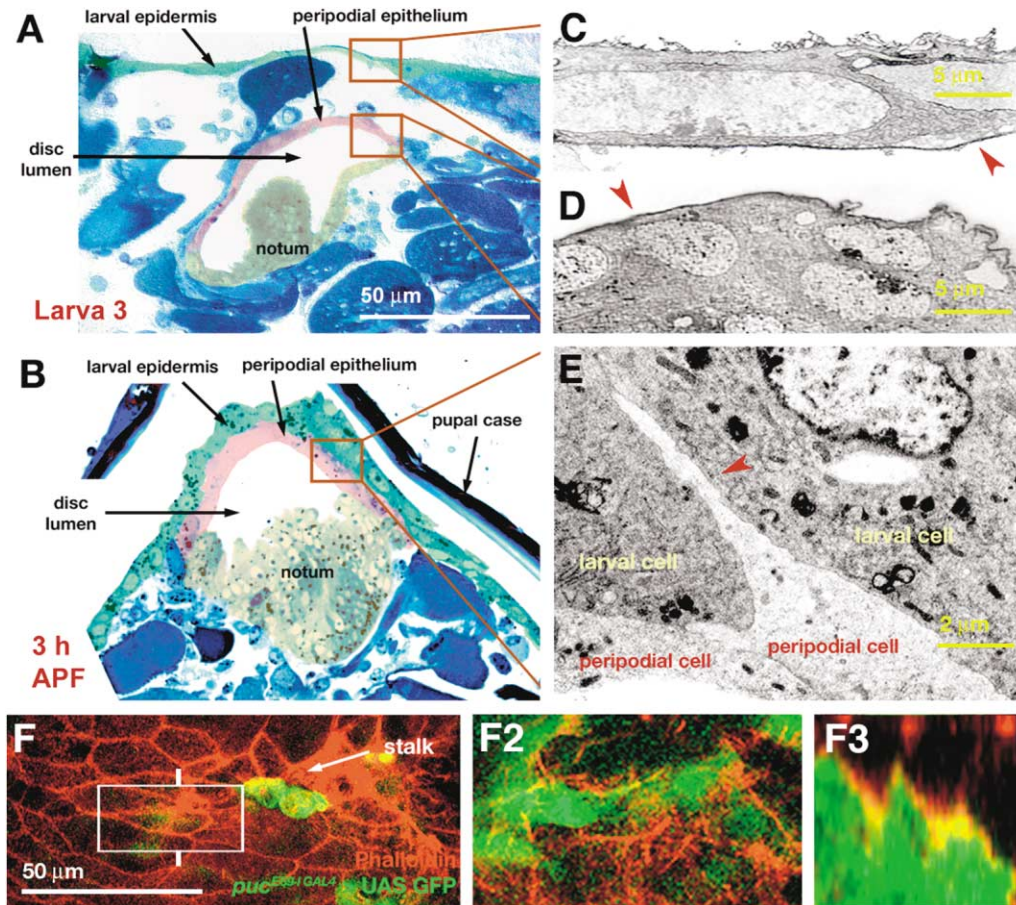 A
larval epidermis
peripodial epithelium
disc
lumen
notum
50 μm
Larva 3
B
larval epidermis
peripodial epithelium
pupal case
disc
lumen
notum
3 h
APF
C
5 μm
D
5 μm
E
larval cell
larval cell
peripodial cell
peripodial cell
2 μm
F
stalk
50 μm
Phalloidin
UAS GFP
F2
F3